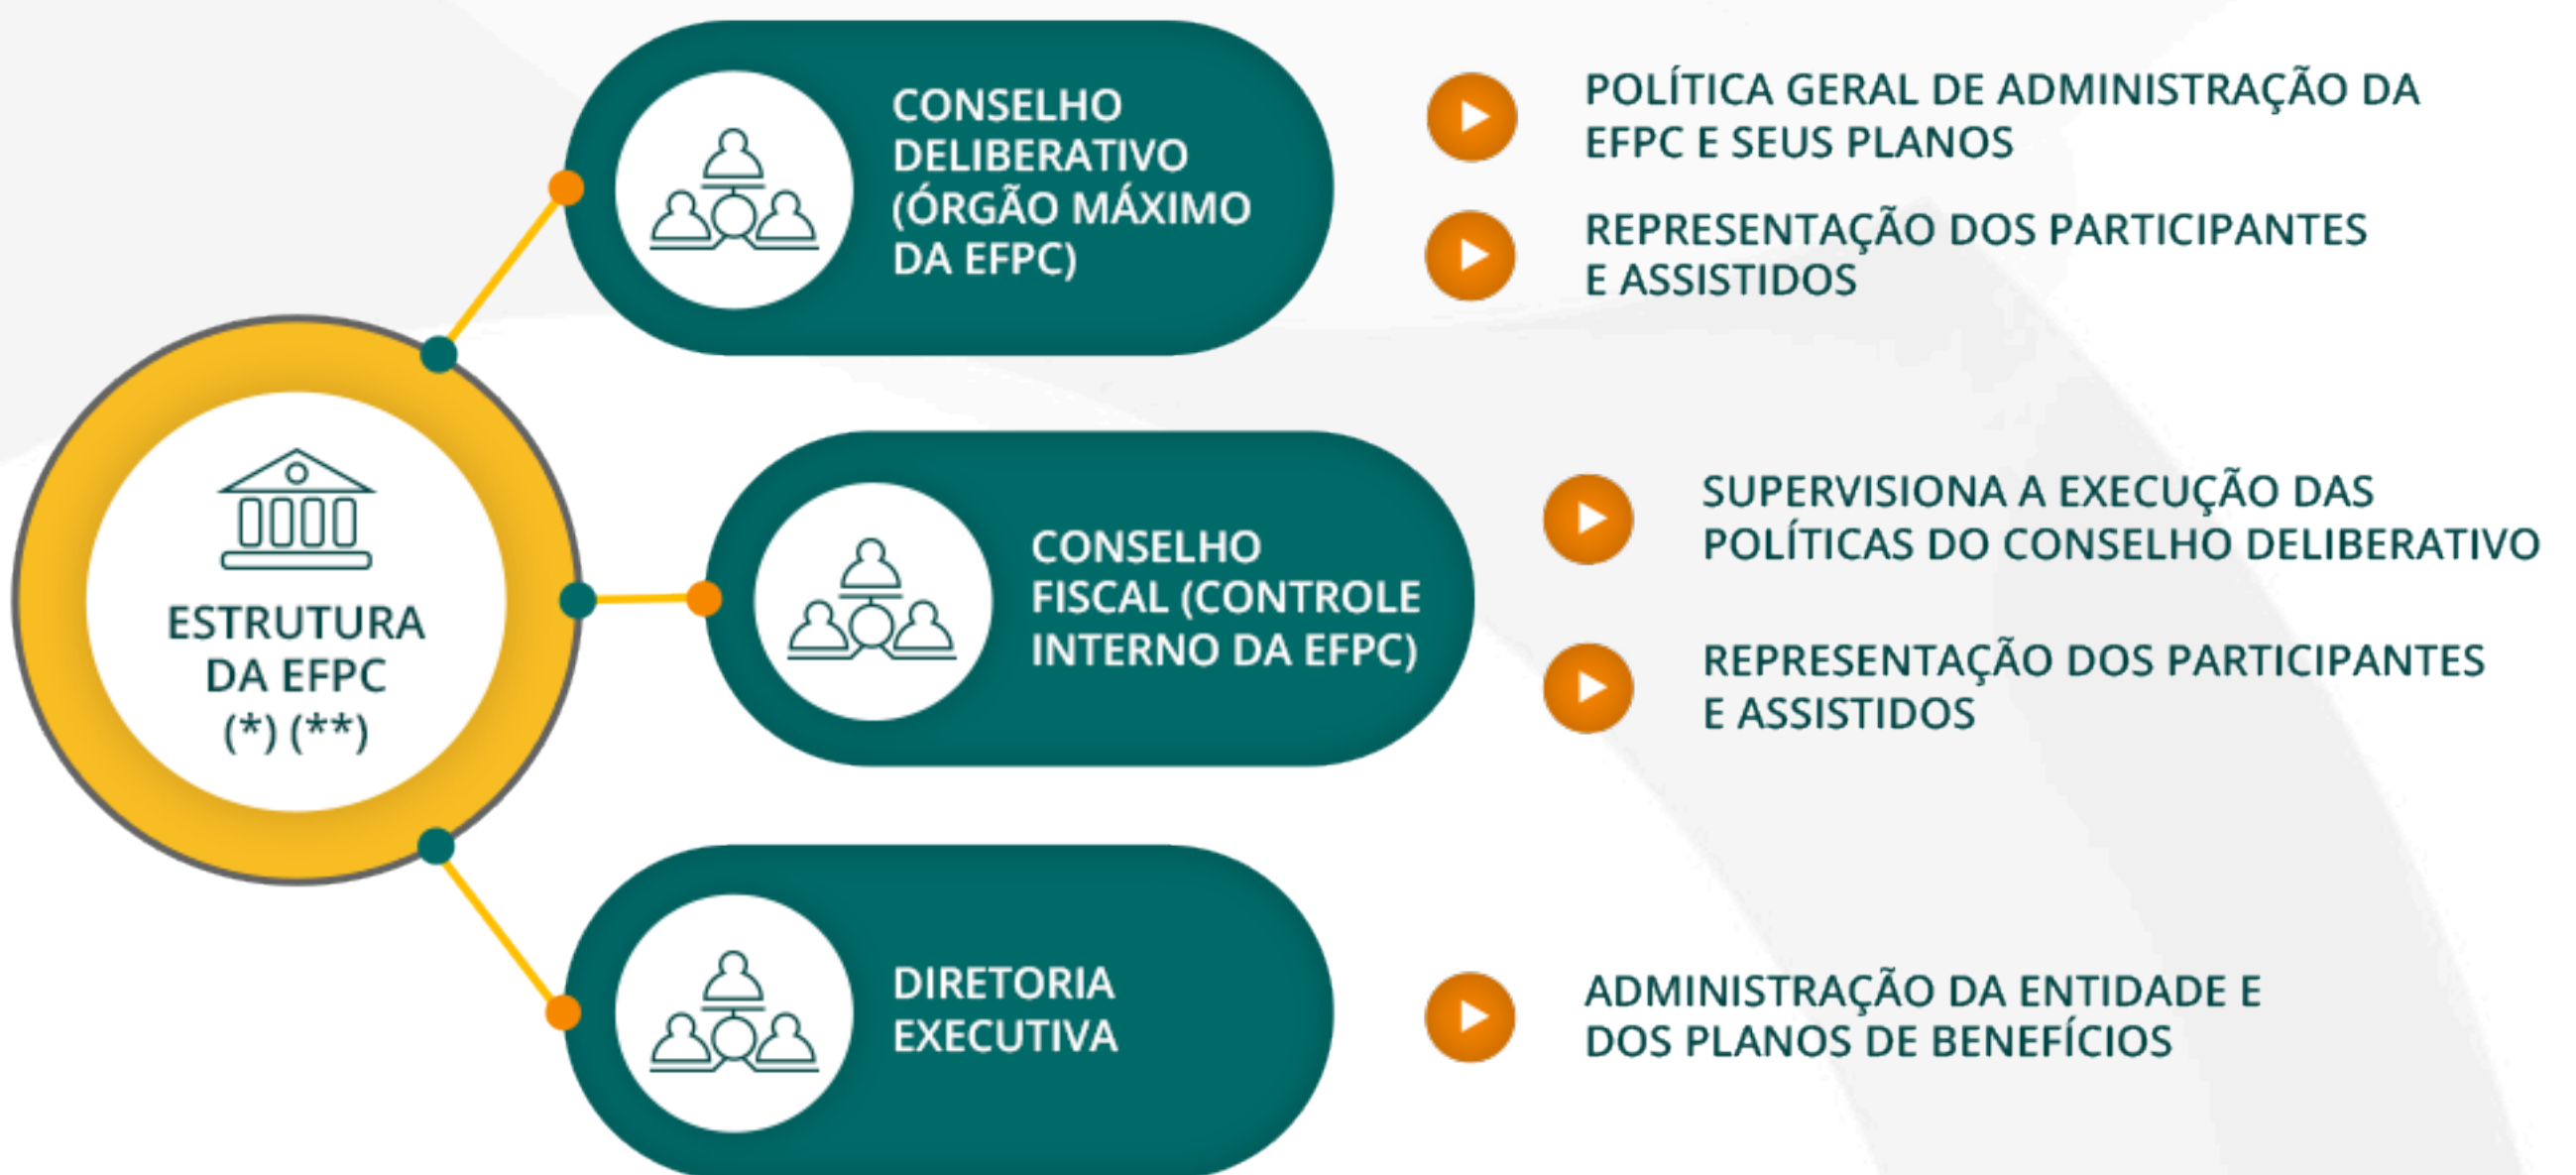 ESTRUTURA
DA EFPC
(*) (**)
CONSELHO
DELIBERATIVO
(ÓRGÃO MÁXIMO
DA EFPC)
POLÍTICA GERAL DE ADMINISTRAÇÃO DA
EFPC E SEUS PLANOS
REPRESENTAÇÃO DOS PARTICIPANTES
E ASSISTIDOS
CONSELHO
FISCAL (CONTROLE
INTERNO DA EFPC)
SUPERVISIONA A EXECUÇÃO DAS
POLÍTICAS DO CONSELHO DELIBERATIVO
REPRESENTAÇÃO DOS PARTICIPANTES
E ASSISTIDOS
DIRETORIA
EXECUTIVA
ADMINISTRAÇÃO DA ENTIDADE E
DOS PLANOS DE BENEFÍCIOS